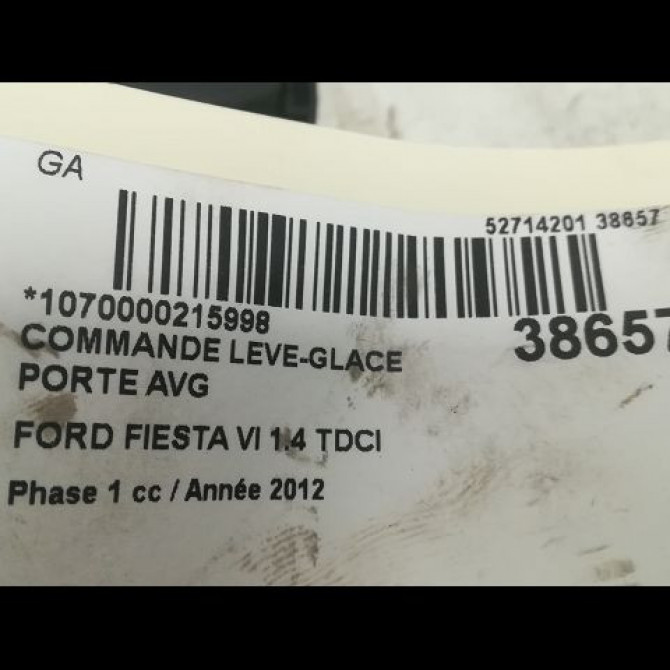 GA
52714201 38657
*1070000215998
38657
COMMANDE LEVE-GLACE
PORTE AVG
FORD FIESTA VI 1.4 TDCI
Phase 1 cc / Année 2012